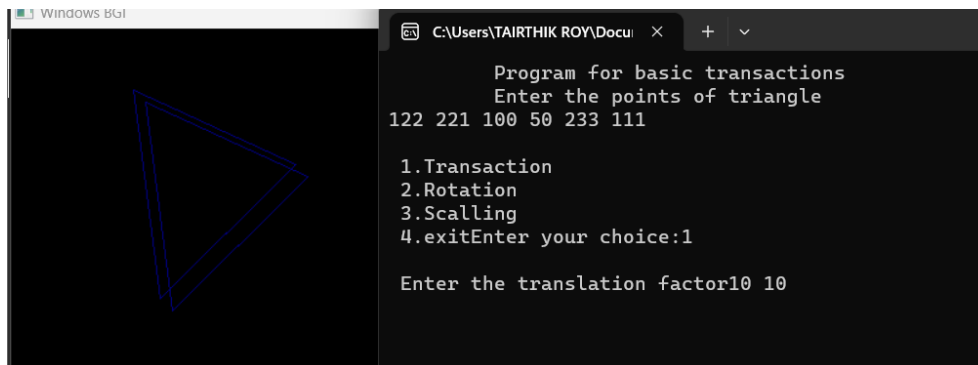 Windows BGI
C:\Users\TAIRTHIK ROY\Docu
Program for basic transactions
Enter the points of triangle
122 221 100 50 233 111
1.Transaction
2.Rotation
3.Scalling
4.exitEnter your choice:1
Enter the translation factor10 10